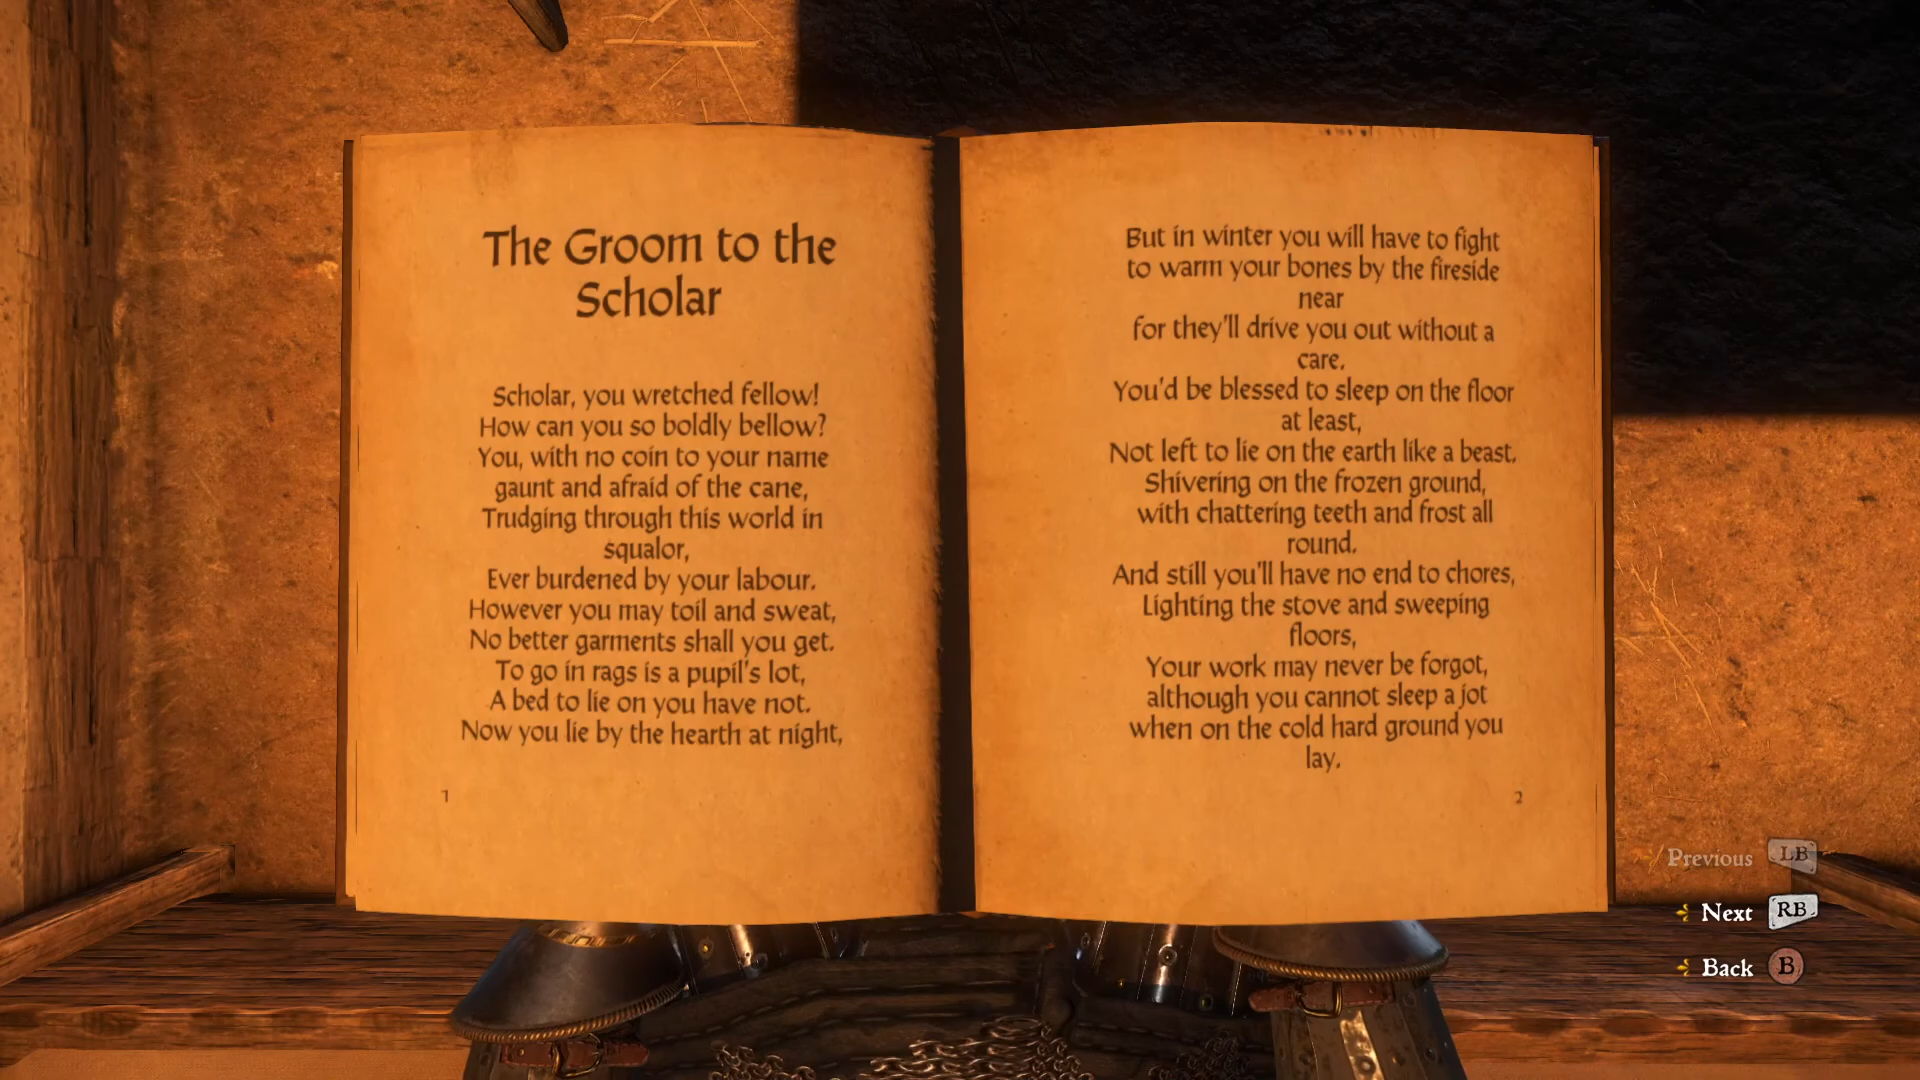 The Groom to the
Scholar
Scholar, you wretched fellow!
How can you so boldly bellow?
You, with no coin to your name
gaunt and afraid of the cane,
Trudging through this world in
squalor,
Ever burdened by your labour.
However you may toil and sweat,
No better garments shall you get.
To go in rags is a pupil's lot,
A bed to lie on you have not.
Now you lie by the hearth at night,
1
But in winter you will have to fight
to warm your bones by the fireside
near
for they'll drive you out without a
care.
You'd be blessed to sleep on the floor
at least,
Not left to lie on the earth like a beast.
Shivering on the frozen ground,
with chattering teeth and frost all
round.
And still you'll have no end to chores,
Lighting the stove and sweeping
floors,
Your work may never be forgot,
although you cannot sleep a jot
when on the cold hard ground you
lay.
2
Previous LB
Next RB
Back B